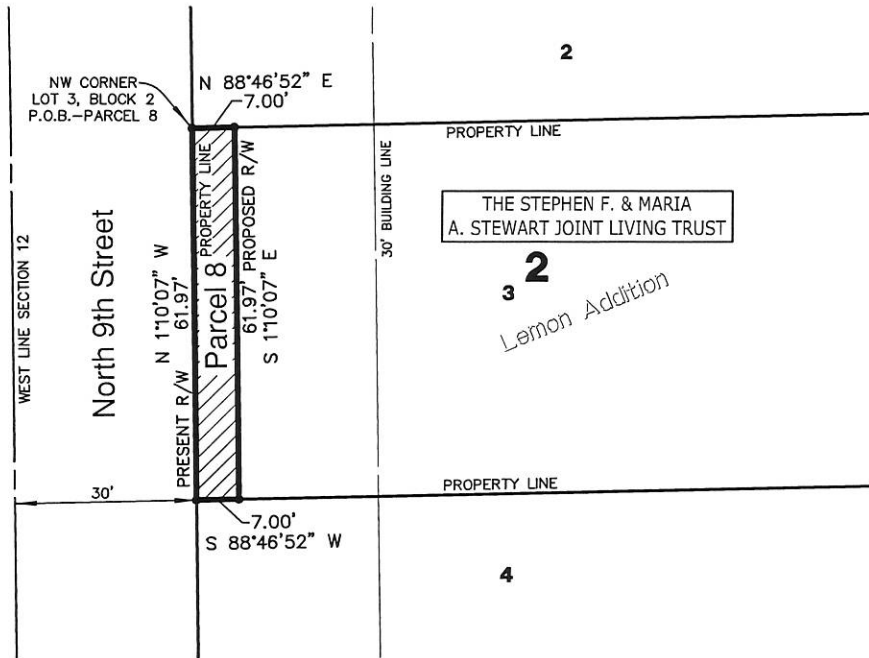 2
NW CORNER
LOT 3, BLOCK 2
P.O.B.-PARCEL 8
N 88°46'52" E
7.00'
PROPERTY LINE
THE STEPHEN F. & MARIA
A. STEWART JOINT LIVING TRUST
2
3
Lemon Addition
WEST LINE SECTION 12
North 9th Street
N 1°10'07" W
61.97'
PRESENT R/W
PROPERTY LINE
Parcel 8
61.97' PROPOSED R/W
S 1°10'07" E
30' BUILDING LINE
30'
PROPERTY LINE
7.00'
S 88°46'52" W
4